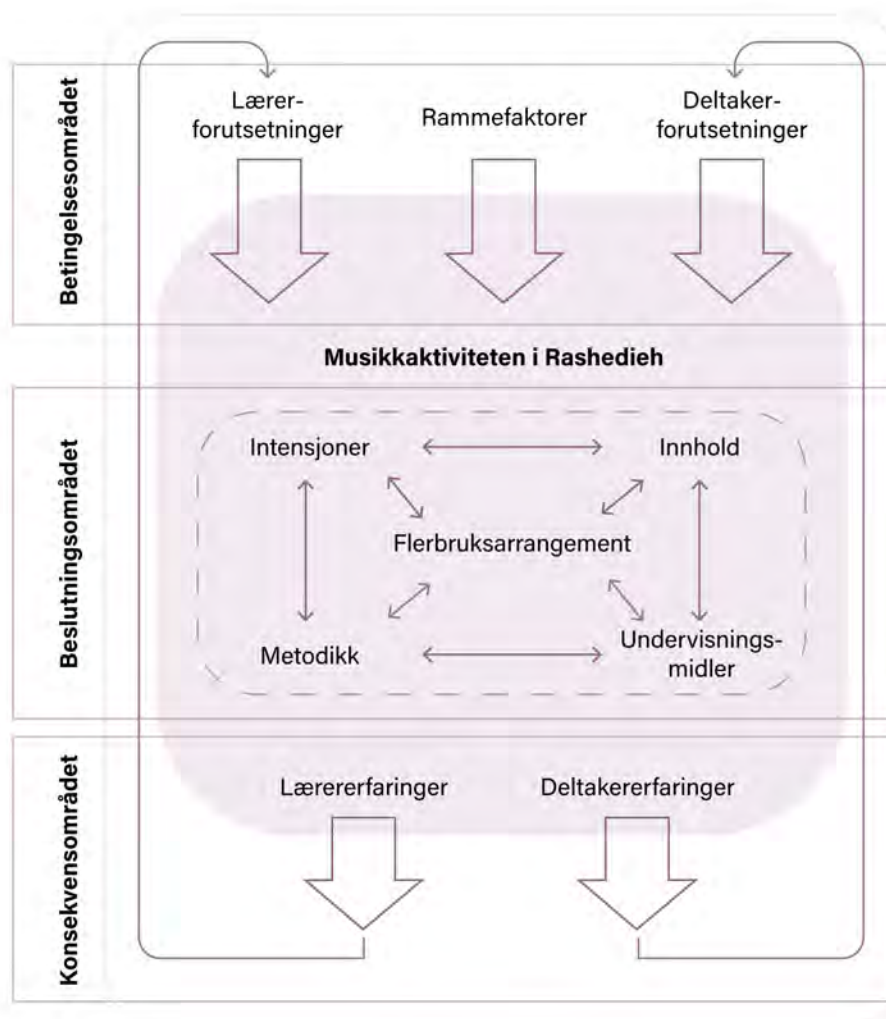 Betingelsesområdet
Lærer-
forutsetninger
Rammefaktorer
Deltaker-
forutsetninger
Musikkaktiviteten i Rashedieh
Beslutningsområdet
Intensjoner
Innhold
Flerbruksarrangement
Metodikk
Undervisnings-
midler
Konsekvensområdet
Lærererfaringer
Deltakererfaringer